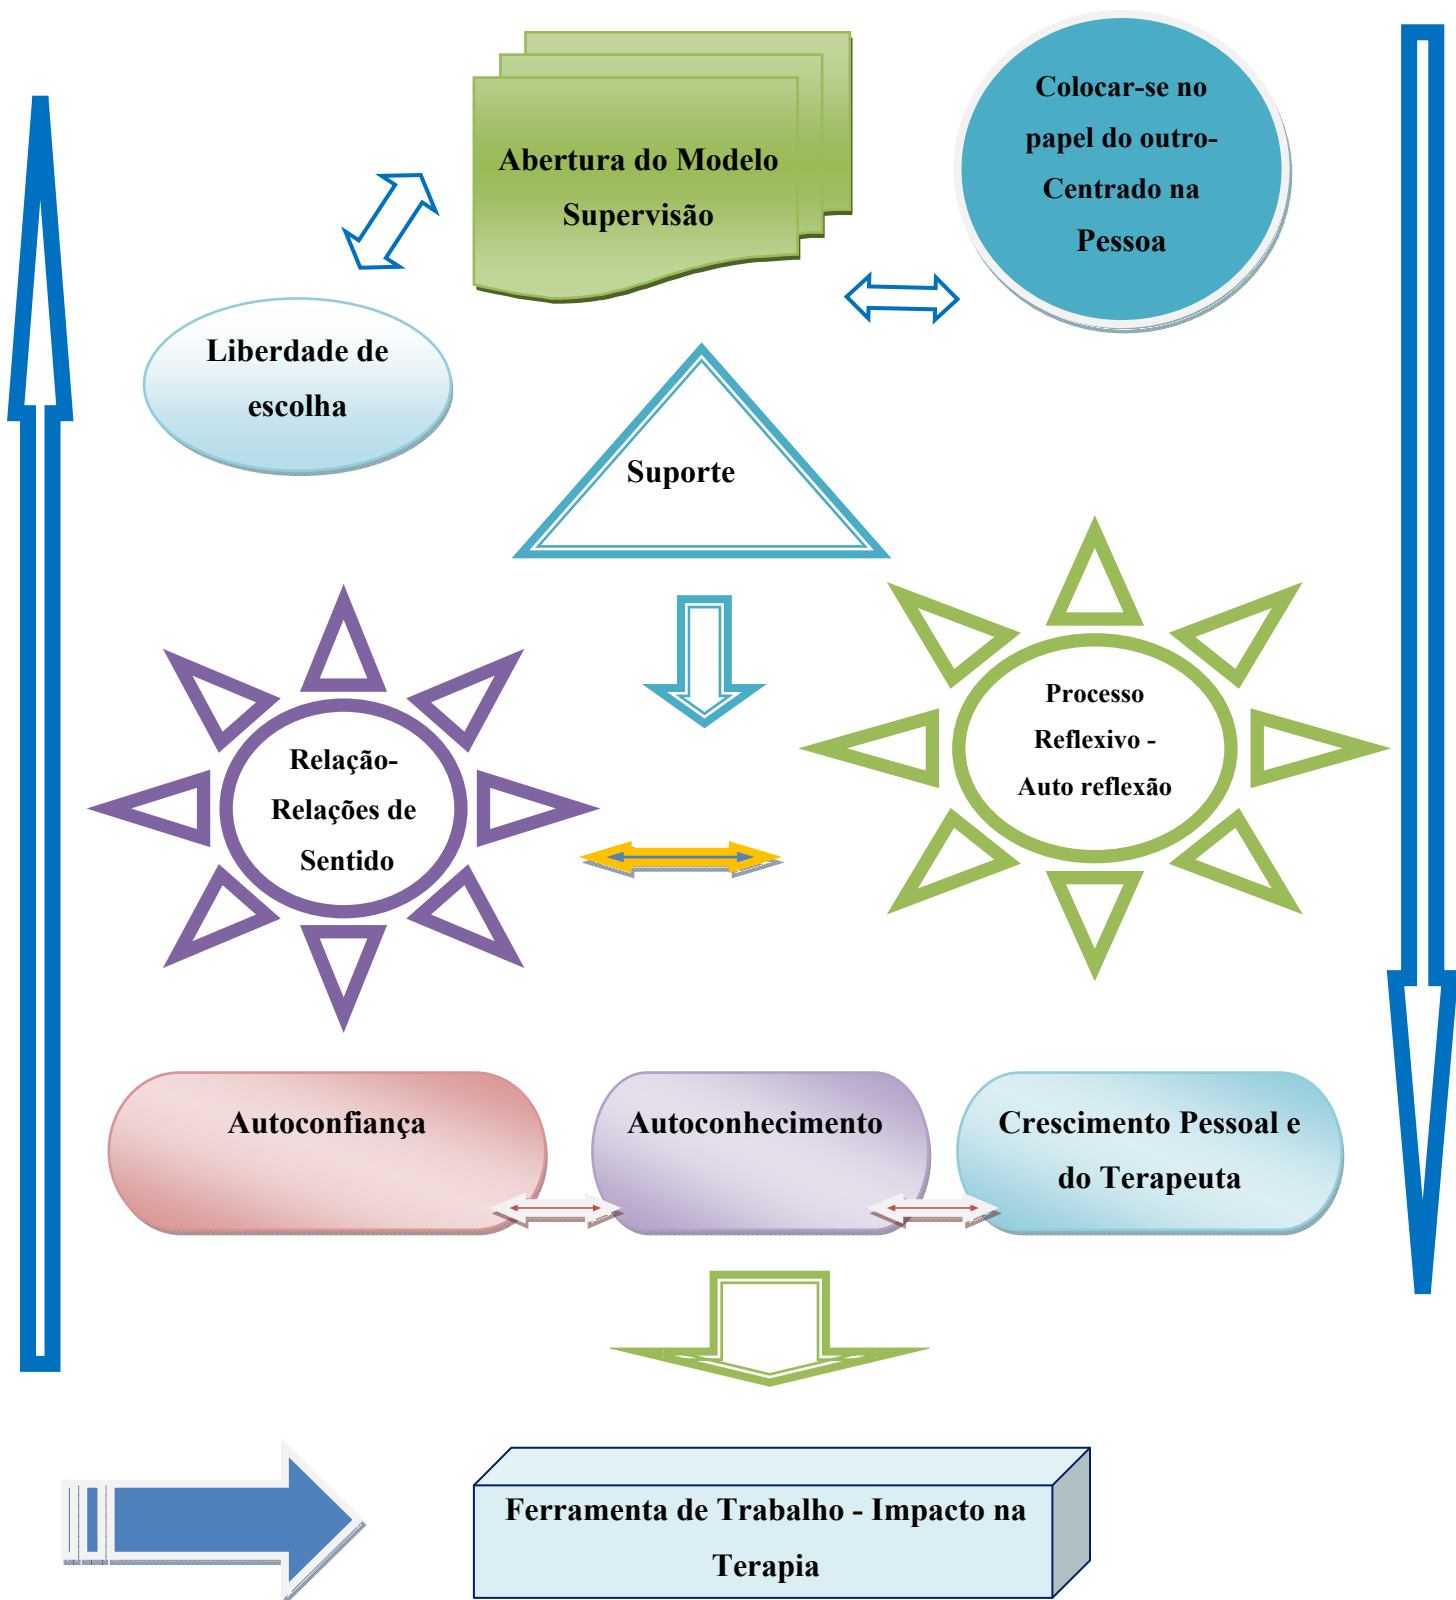 Abertura do Modelo
Supervisão
Colocar-se no
papel do outro-
Centrado na
Pessoa
Liberdade de
escolha
Suporte
Relação-
Relações de
Sentido
Processo
Reflexivo -
Auto reflexão
Autoconfiança
Autoconhecimento
Crescimento Pessoal e
do Terapeuta
Ferramenta de Trabalho - Impacto na
Terapia